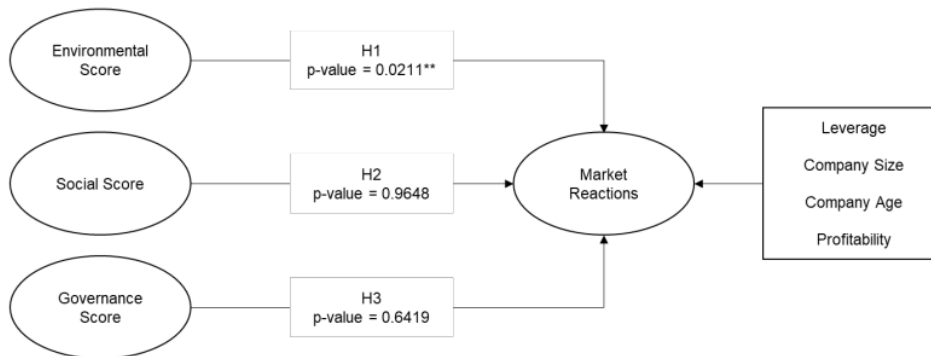 Environmental
Score
H1
p-value = 0.0211**
Social Score
H2
p-value = 0.9648
Governance
Score
H3
p-value = 0.6419
Market
Reactions
Leverage
Company Size
Company Age
Profitability